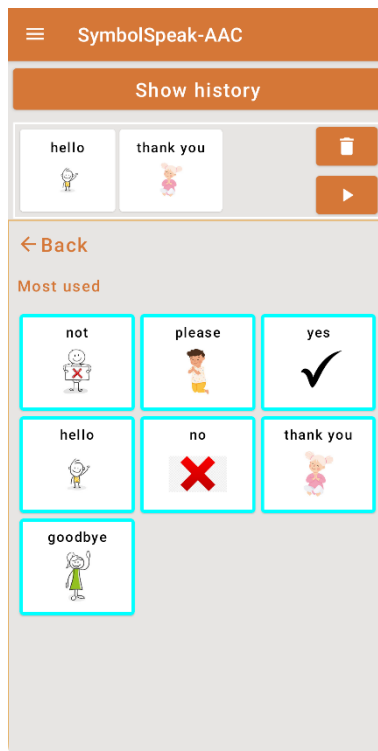 SymbolSpeak-AAC
Show history
hello thank you
Back
Most used
not please yes
hello no thank you
goodbye